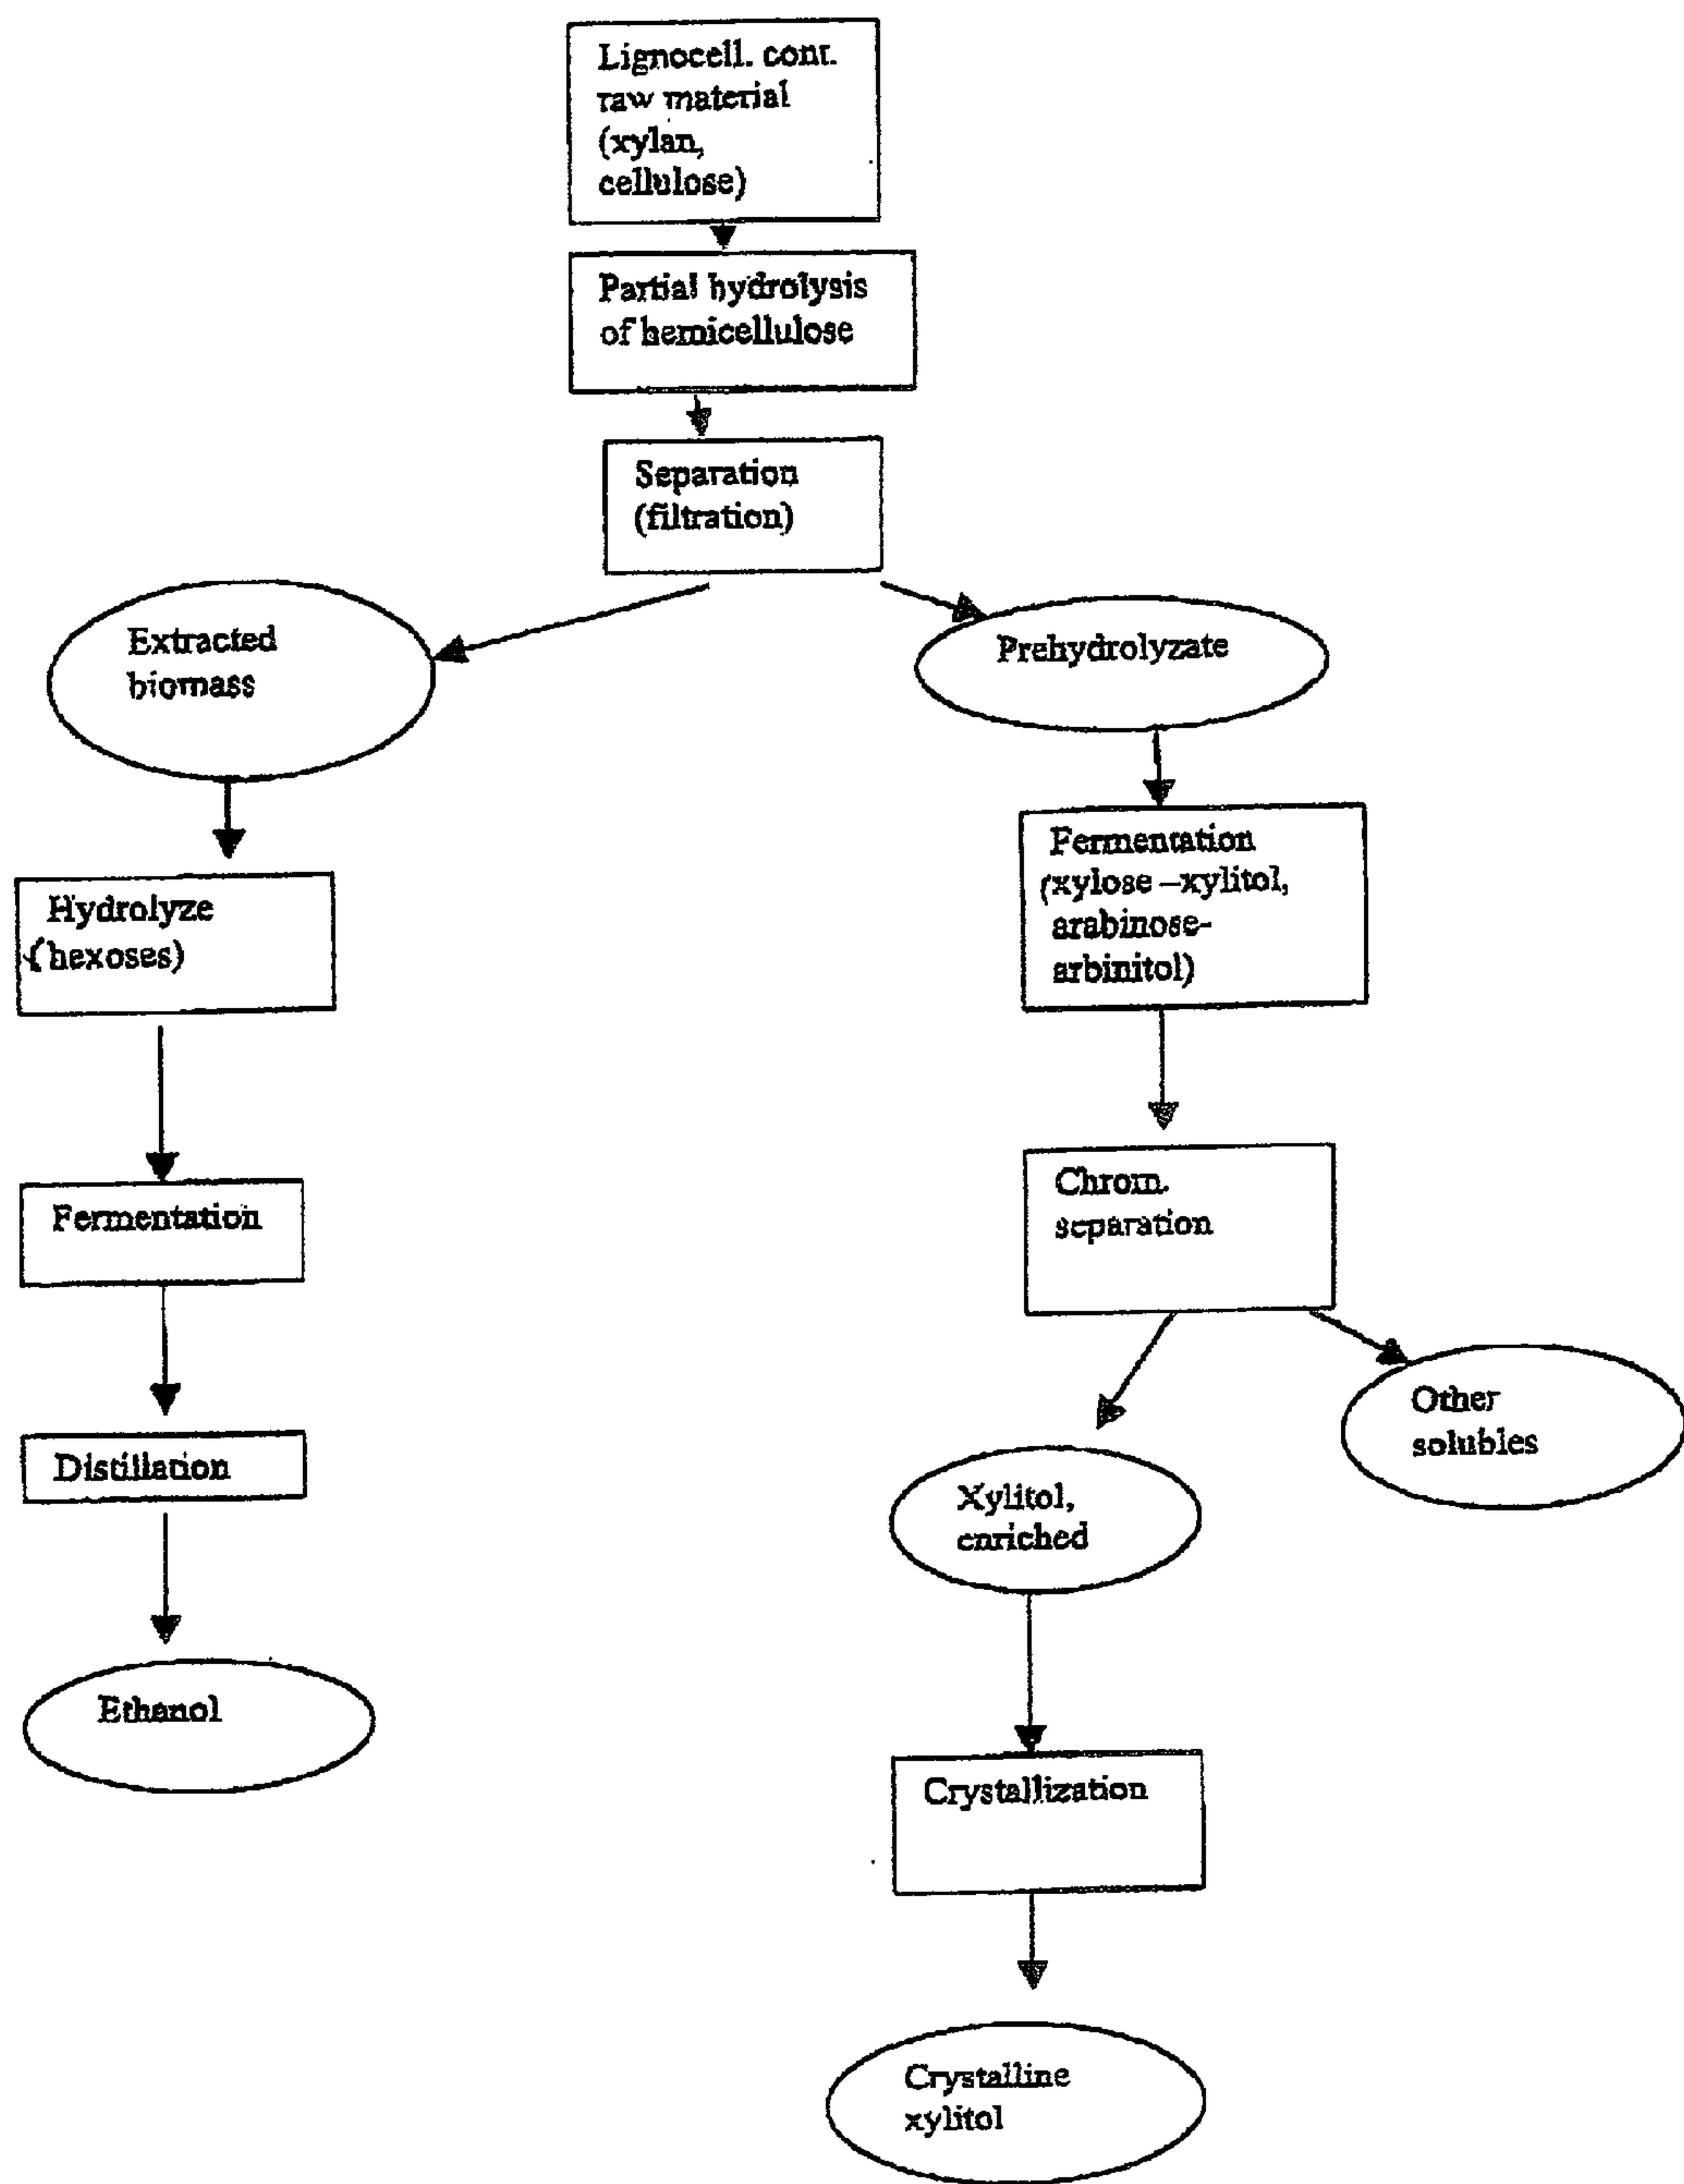 Lignocell. cont.
raw material
(xylan,
cellulose)
Partial hydrolysis
of hemicellulose
Separation
(filtration)
Extracted
biomass
Prehydrolyzate
Hydrolyze
(hexoses)
Fermentation
(xylose –xylitol,
arabinose-
arbinitol)
Fermentation
Chrom.
separation
Distillation
Other
solubles
Xylitol,
enriched
Ethanol
Crystallization
Crystalline
xylitol